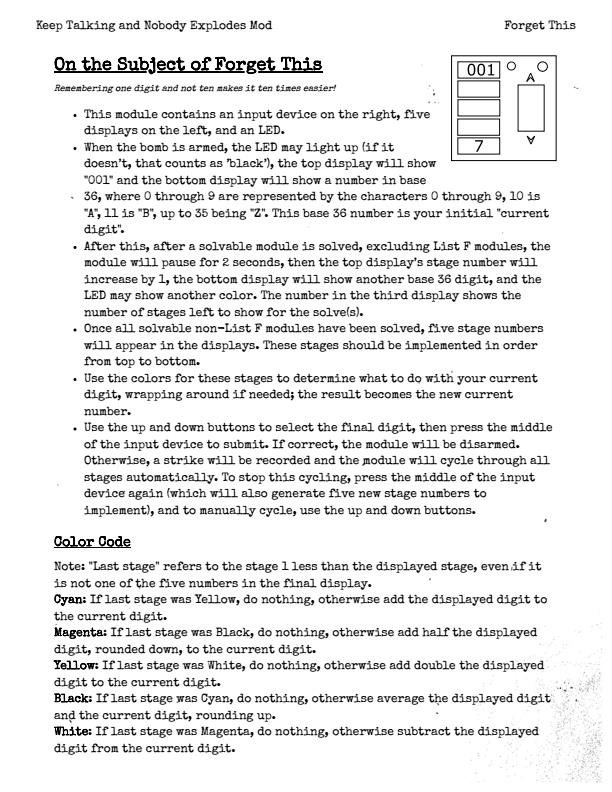 Keep Talking and Nobody Explodes Mod
Forget This
On the Subject of Forget This
Remembering one digit and not ten makes it ten times easier!
001
A
7
A
• This module contains an input device on the right, five
displays on the left, and an LED.
• When the bomb is armed, the LED may light up (if it
doesn't, that counts as 'black'), the top display will show
"001" and the bottom display will show a number in base
36, where 0 through 9 are represented by the characters 0 through 9, 10 is
"A", 11 is "B", up to 35 being "Z". This base 36 number is your initial "current
digit".
• After this, after a solvable module is solved, excluding List F modules, the
module will pause for 2 seconds, then the top display's stage number will
increase by 1, the bottom display will show another base 36 digit, and the
LED may show another color. The number in the third display shows the
number of stages left to show for the solve(s).
• Once all solvable non-List F modules have been solved, five stage numbers
will appear in the displays. These stages should be implemented in order
from top to bottom.
• Use the colors for these stages to determine what to do with your current
digit, wrapping around if needed; the result becomes the new current
number.
• Use the up and down buttons to select the final digit, then press the middle
of the input device to submit. If correct, the module will be disarmed.
Otherwise, a strike will be recorded and the module will cycle through all
stages automatically. To stop this cycling, press the middle of the input
device again (which will also generate five new stage numbers to
implement), and to manually cycle, use the up and down buttons.
Color Code
Note: "Last stage" refers to the stage 1 less than the displayed stage, even if it
is not one of the five numbers in the final display.
Cyan: If last stage was Yellow, do nothing, otherwise add the displayed digit to
the current digit.
Magenta: If last stage was Black, do nothing, otherwise add half the displayed
digit, rounded down, to the current digit.
Yellow: If last stage was White, do nothing, otherwise add double the displayed
digit to the current digit.
Black: If last stage was Cyan, do nothing, otherwise average the displayed digit
and the current digit, rounding up.
White: If last stage was Magenta, do nothing, otherwise subtract the displayed
digit from the current digit.